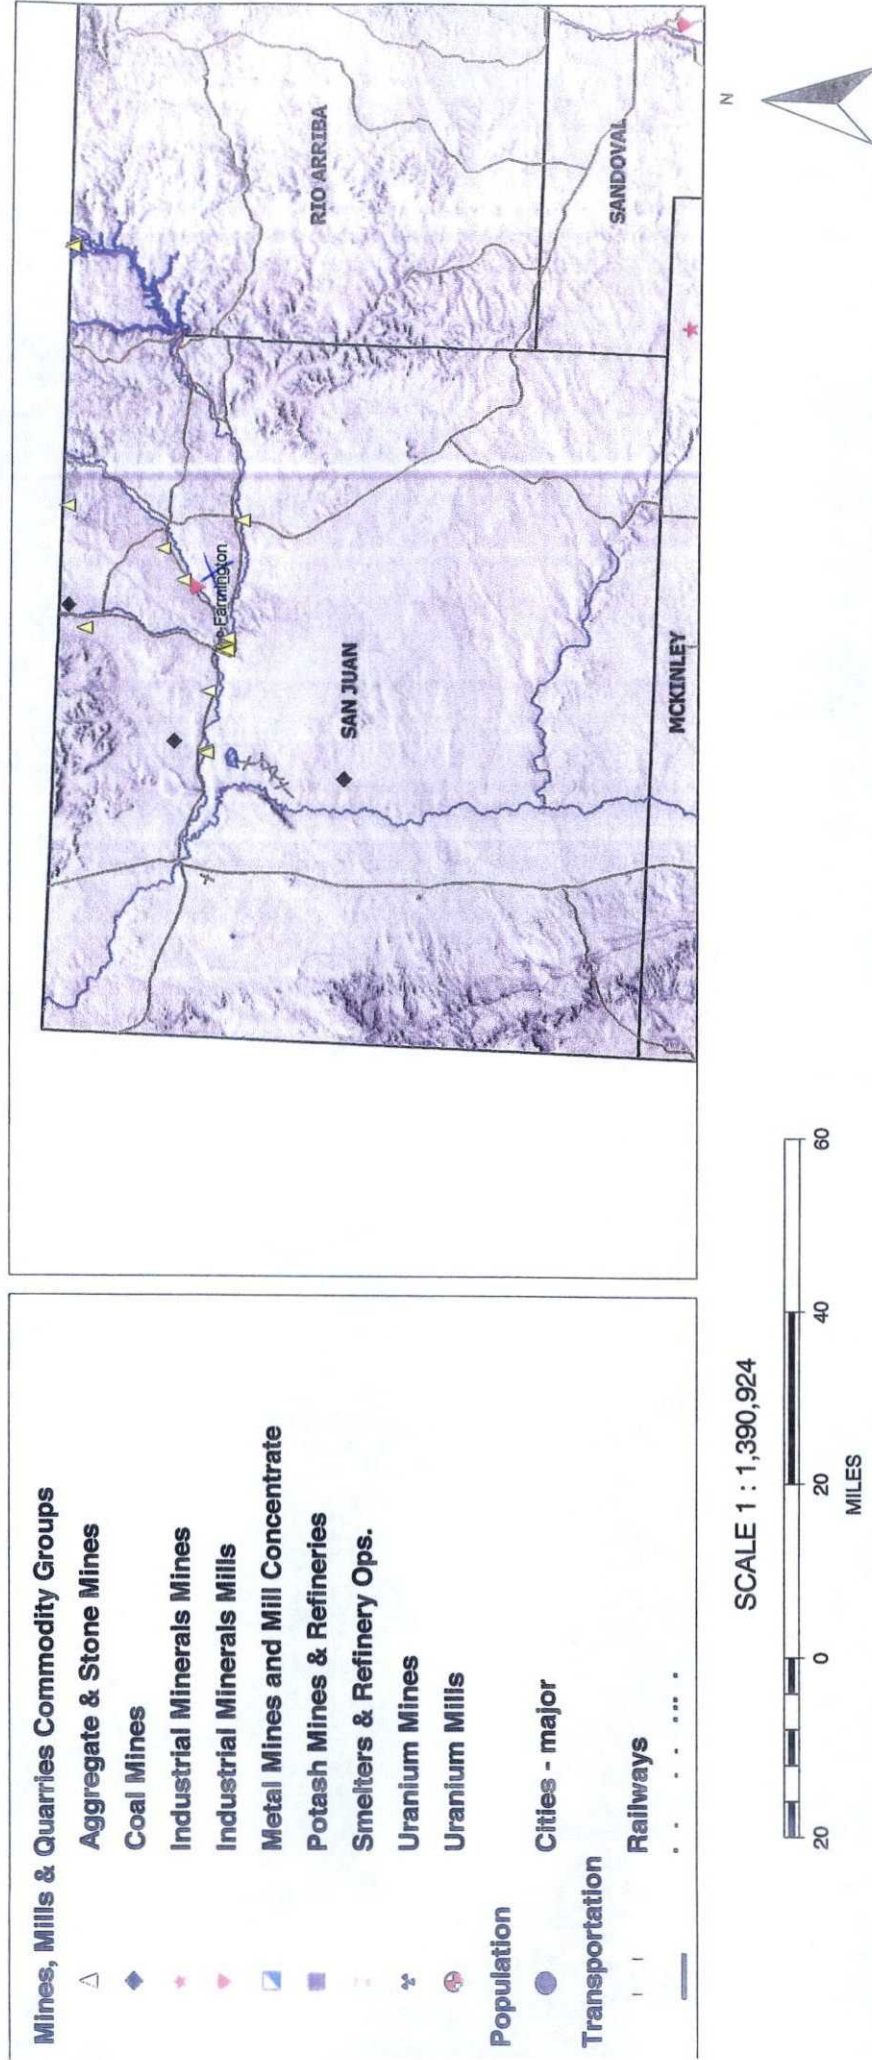 Mines, Mills & Quarries Commodity Groups
Aggregate & Stone Mines
Coal Mines
Industrial Minerals Mines
Industrial Minerals Mills
Metal Mines and Mill Concentrate
Potash Mines & Refineries
Smelters & Refinery Ops.
Uranium Mines
Uranium Mills
Population
Cities - major
Transportation
Railways
RIO ARRIBA
SANDOVAL
Farmington
SAN JUAN
MCKINLEY
N
SCALE 1 : 1,390,924
20 0 20 40 60
MILES